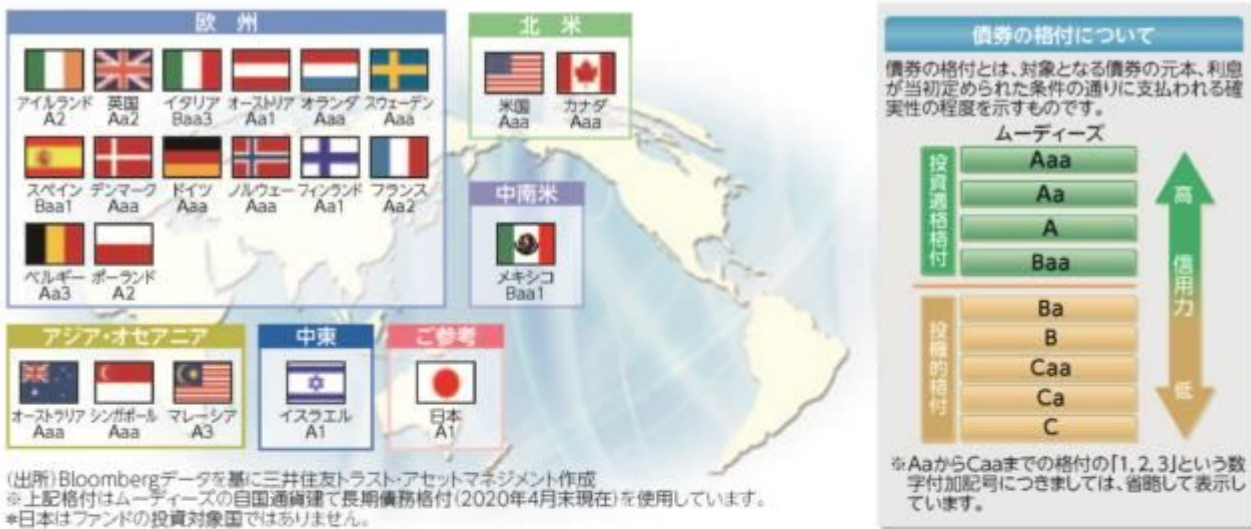 欧州
アイルランド 英国 イタリア オーストリア オランダ スウェーデン
A2 Aa2 Baa3 Aa1 Aaa Aaa
スペイン デンマーク ドイツ ノルウェー フィンランド フランス
Baa1 Aaa Aaa Aaa Aa1 Aa2
ベルギー ポーランド
Aa3 A2
北米
米国 カナダ
Aaa Aaa
中南米
メキシコ
Baa1
アジア・オセアニア
オーストラリア シンガポール マレーシア
Aaa Aaa A3
中東
イスラエル
A1
ご参考
日本
A1
(出所)Bloombergデータを基に三井住友トラスト・アセットマネジメント作成
※上記格付はムーディーズの自国通貨建て長期債務格付(2020年4月末現在)を使用しています。
*日本はファンドの投資対象国ではありません。
債券の格付について
債券の格付とは、対象となる債券の元本、利息
が当初定められた条件の通りに支払われる確
実性の程度を示すものです。
ムーディーズ
投資適格格付
Aaa
Aa
A
Baa
投機的格付
Ba
B
Caa
Ca
C
高
信用力
低
※AaからCaaまでの格付の「1,2,3」という数
字付加記号につきましては、省略して表示し
ています。